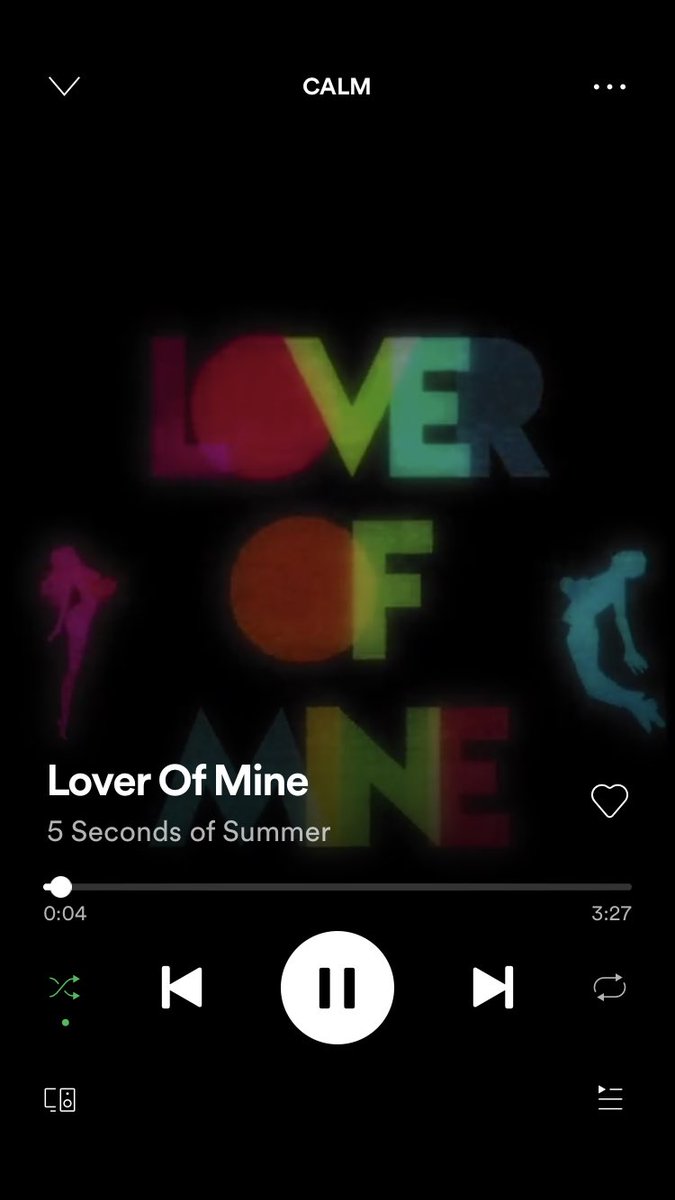 CALM
LOVER
OF
MINE
Lover Of Mine
5 Seconds of Summer
0:04
3:27